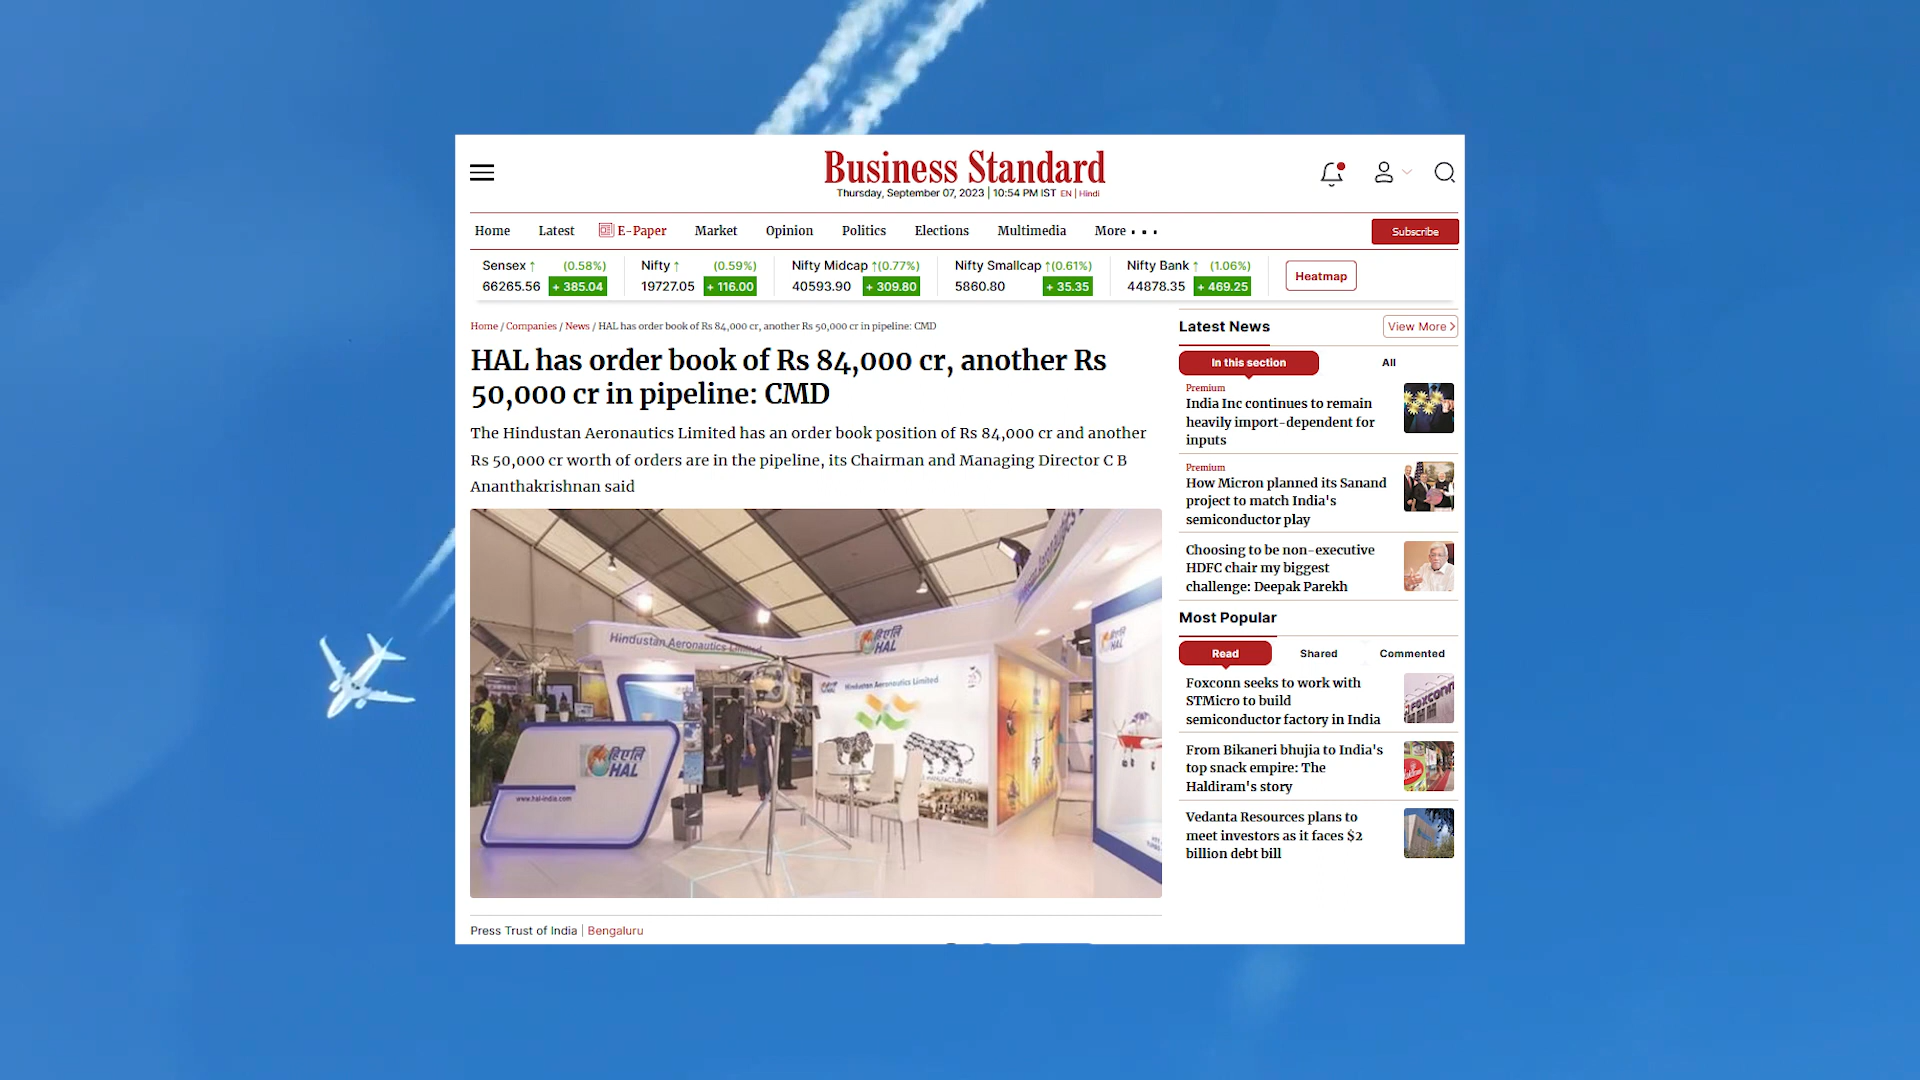 Business Standard
Thursday, September 07, 2023 | 10:54 PM IST EN | Hindi
Home Latest E-Paper Market Opinion Politics Elections Multimedia More
Subscribe
Sensex ↑ (0.58%)
66265.56 + 385.04
Nifty ↑ (0.59%)
19727.05 + 116.00
Nifty Midcap ↑(0.77%)
40593.90 + 309.80
Nifty Smallcap ↑(0.61%)
5860.80 + 35.35
Nifty Bank ↑ (1.06%)
44878.35 + 469.25
Heatmap
Home / Companies / News / HAL has order book of Rs 84,000 cr, another Rs 50,000 cr in pipeline: CMD
HAL has order book of Rs 84,000 cr, another Rs
50,000 cr in pipeline: CMD
The Hindustan Aeronautics Limited has an order book position of Rs 84,000 cr and another
Rs 50,000 cr worth of orders are in the pipeline, its Chairman and Managing Director C B
Ananthakrishnan said
Hindustan Aeronautics Limited
एचएएल
HAL
HAL
Hindustan Aeronautics Limited
HAL
HAL
www.hal-india.com
Press Trust of India | Bengaluru
Latest News
View More >
In this section All
Premium
India Inc continues to remain
heavily import-dependent for
inputs
Premium
How Micron planned its Sanand
project to match India's
semiconductor play
Choosing to be non-executive
HDFC chair my biggest
challenge: Deepak Parekh
Most Popular
Read Shared Commented
Foxconn seeks to work with
STMicro to build
semiconductor factory in India
FOXCONN
From Bikaneri bhujia to India's
top snack empire: The
Haldiram's story
Vedanta Resources plans to
meet investors as it faces $2
billion debt bill